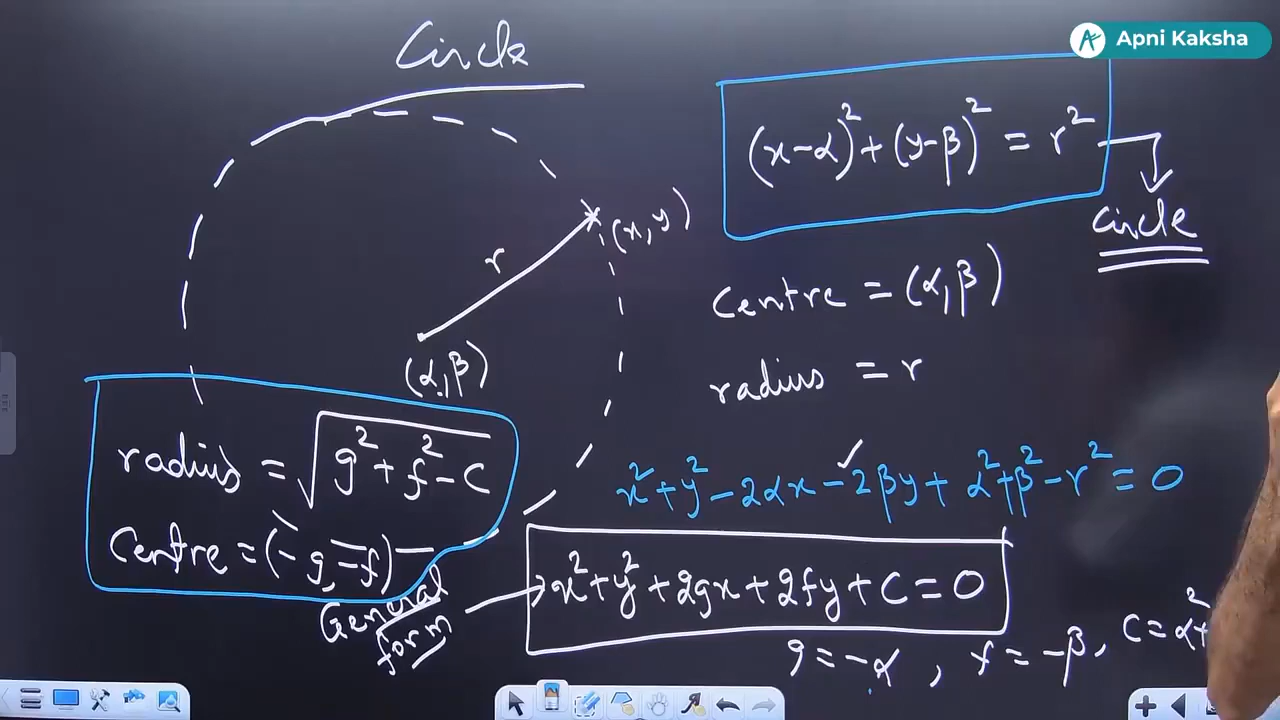 Apni Kaksha
Circle
(x-α)²+(y-β)² = r²
Circle
(x,y)
r
(α,β)
Centre = (α,β)
radius = r
x²+y²-2αx-2βy+α²+β²-r²=0
radius = √g²+f²-c
Centre = (-g,-f)
General form
x²+y²+2gx+2fy+C=0
g=-α, f=-β, C=α²+